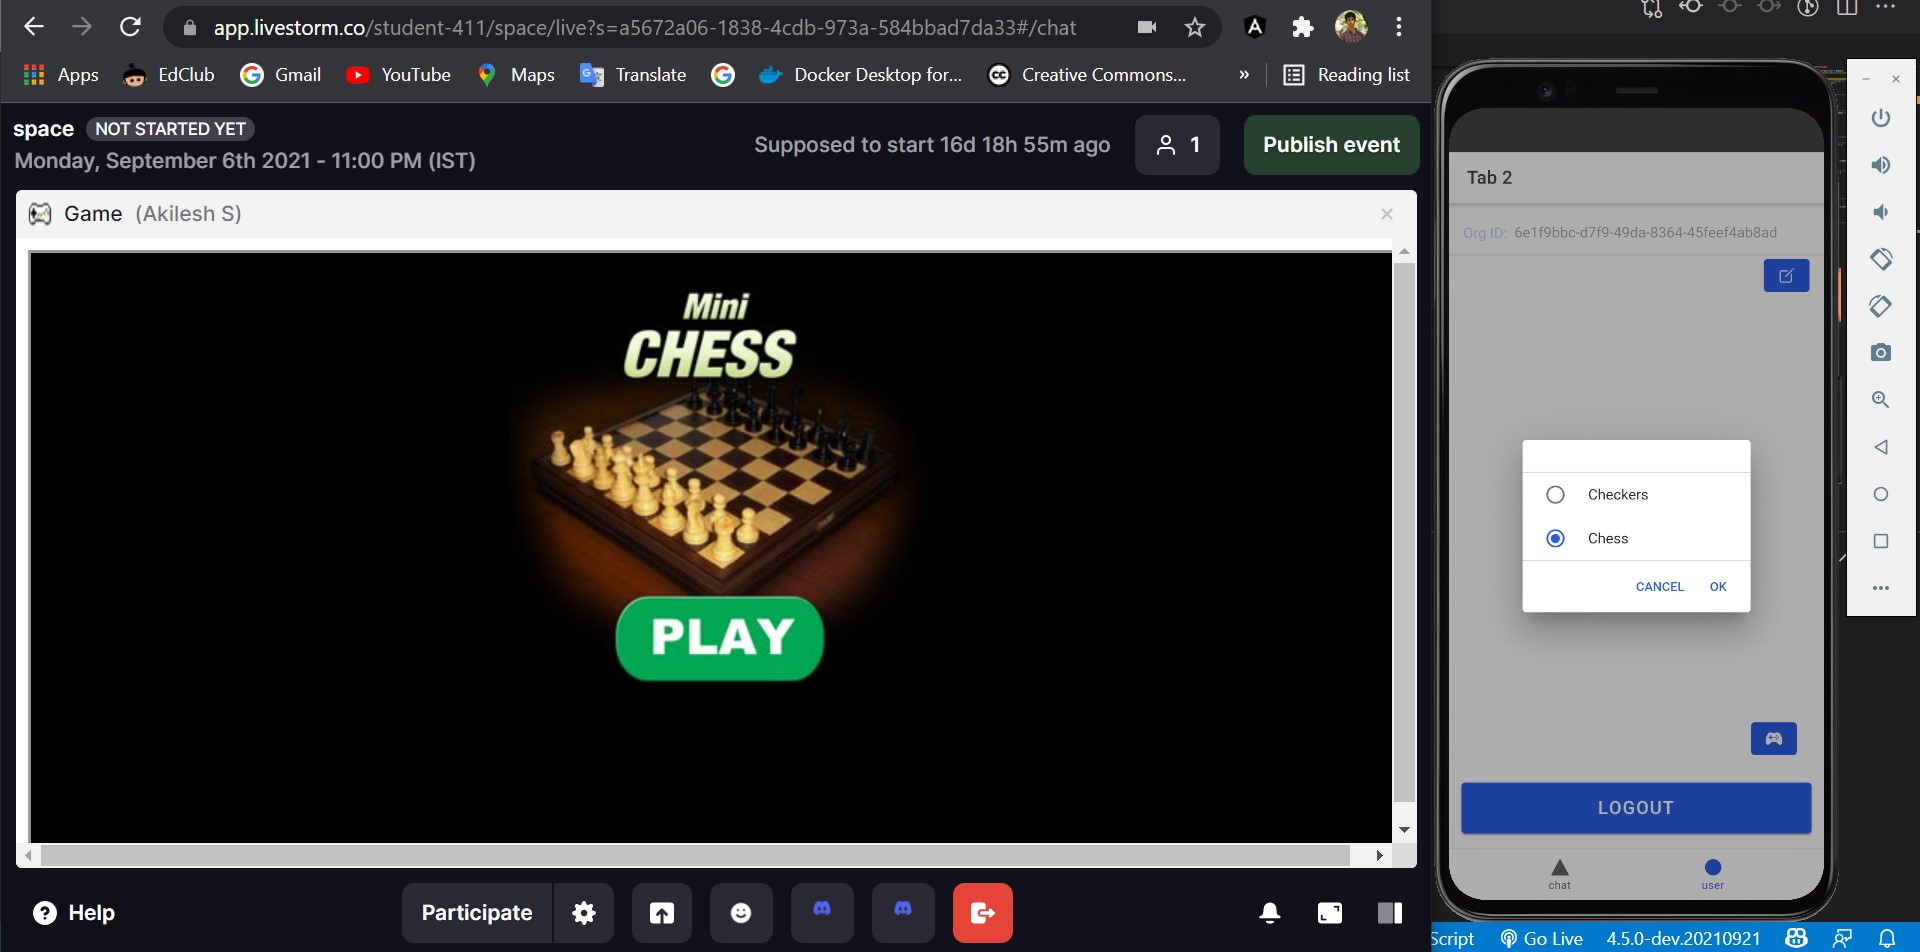 app.livestorm.co/student-411/space/live?s=a5672a06-1838-4cdb-973a-584bbad7da33#/chat
Apps EdClub Gmail YouTube Maps Translate Docker Desktop for... Creative Commons... » Reading list
space NOT STARTED YET
Monday, September 6th 2021 - 11:00 PM (IST)
Supposed to start 16d 18h 55m ago
1
Publish event
Game (Akilesh S)
Mini
CHESS
PLAY
Help
Participate
Tab 2
Org ID: 6e1f9bbc-d7f9-49da-8364-45feef4ab8ad
Checkers
Chess
CANCEL OK
LOGOUT
chat user
Script Go Live 4.5.0-dev.20210921